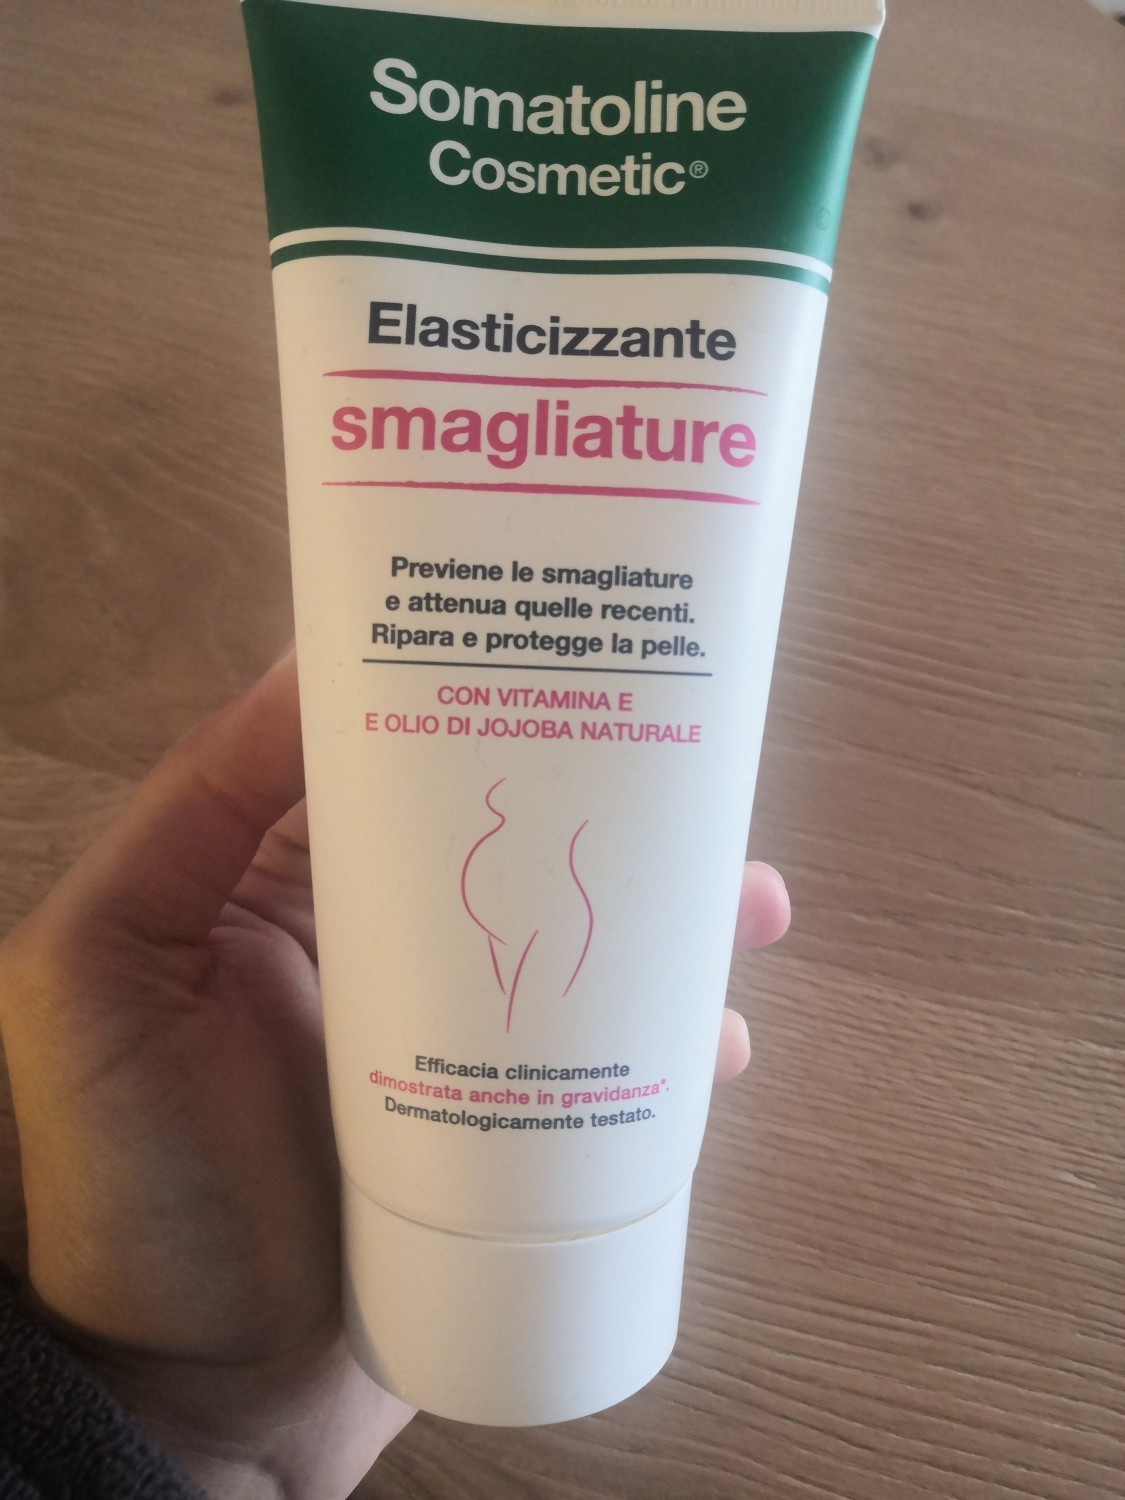 Somatoline
Cosmetic®
Elasticizzante
smagliature
Previene le smagliature
e attenua quelle recenti.
Ripara e protegge la pelle.
CON VITAMINA E
E OLIO DI JOJOBA NATURALE
Efficacia clinicamente
dimostrata anche in gravidanza*.
Dermatologicamente testato.